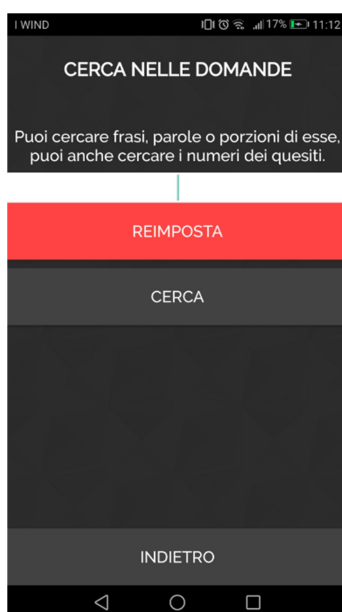 I WIND 17% 11:12
CERCA NELLE DOMANDE
Puoi cercare frasi, parole o porzioni di esse,
puoi anche cercare i numeri dei quesiti.
REIMPOSTA
CERCA
INDIETRO